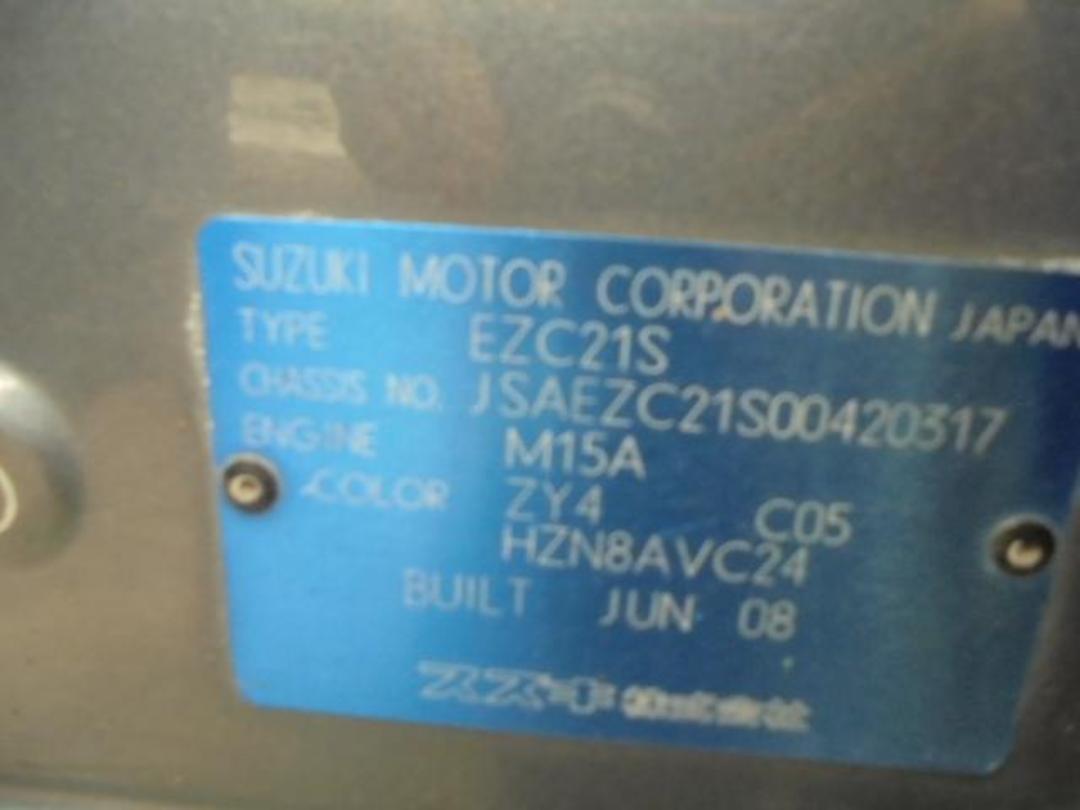 SUZUKI MOTOR CORPORATION JAPAN
TYPE EZC21S
CHASSIS NO. JSAEZC21S00420317
ENGINE M15A
COLOR ZY4 C05
HZN8AVC24
BUILT JUN 08